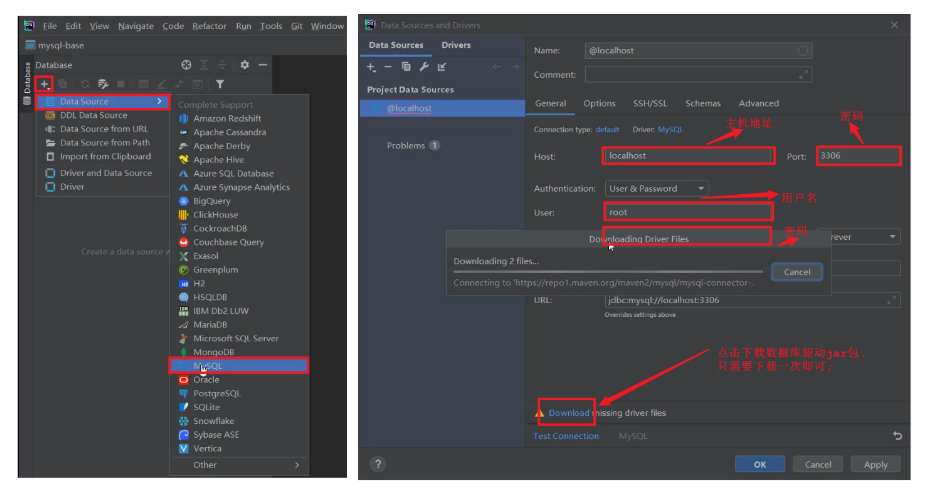 File Edit View Navigate Code Refactor Run Tools Git Window
mysql-base
Database
Database
Data Source
DDL Data Source
Data Source from URL
Data Source from Path
Import from Clipboard
Driver and Data Source
Driver
Create a data source
Complete Support
Amazon Redshift
Apache Cassandra
Apache Derby
Apache Hive
Azure SQL Database
Azure Synapse Analytics
BigQuery
ClickHouse
CockroachDB
Couchbase Query
Exasol
Greenplum
H2
HSQLDB
IBM Db2 LUW
MariaDB
Microsoft SQL Server
MongoDB
MySQL
Oracle
PostgreSQL
SQLite
Snowflake
Sybase ASE
Vertica
Other
Data Sources and Drivers
Data Sources Drivers
Project Data Sources
@localhost
Problems 1
Name: @localhost
Comment:
General Options SSH/SSL Schemas Advanced
主机地址
密码
Connection type: default Driver: MySQL
Host: localhost Port: 3306
Authentication: User & Password
用户名
User: root
密码
Downloading Driver Files
Downloading 2 files...
Cancel
Connecting to 'https://repo1.maven.org/maven2/mysql/mysql-connector-..
URL: jdbc:mysql://localhost:3306
Overrides settings above
点击下载数据库驱动jar包,
只需要下载一次即可;
Download missing driver files
Test Connection MySQL
? OK Cancel Apply